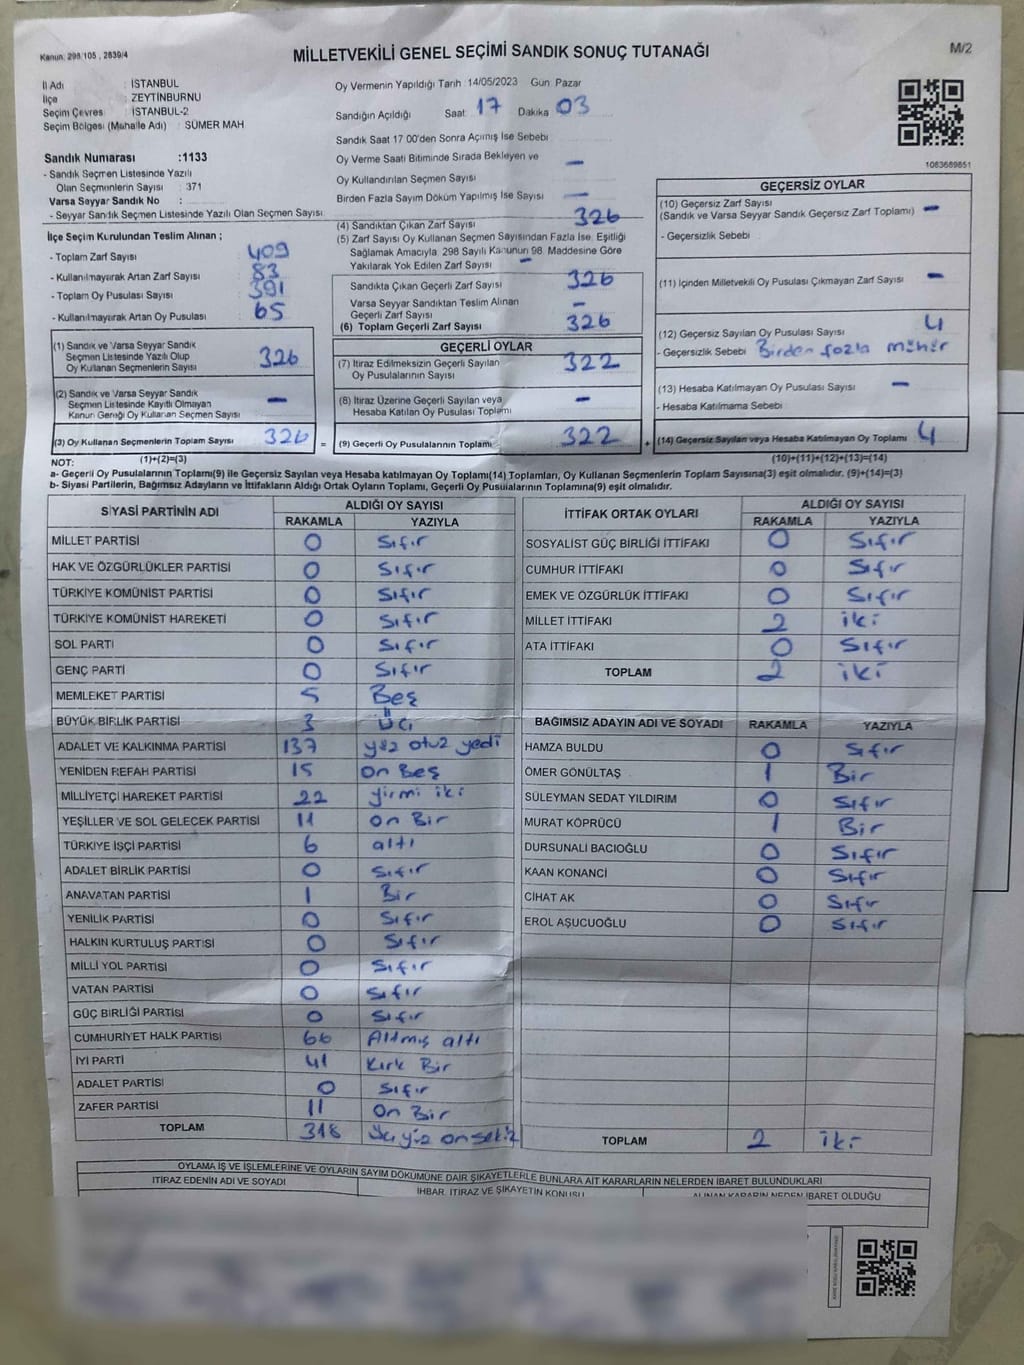 Kanun: 298/105 , 2839/4
MİLLETVEKİLİ GENEL SEÇİMİ SANDIK SONUÇ TUTANAĞI
M/2
İl Adı : İSTANBUL
İlçe : ZEYTİNBURNU
Seçim Çevres : İSTANBUL-2
Seçim Bölgesi (Mahalle Adı) : SÜMER MAH
Sandık Numarası :1133
- Sandık Seçmen Listesinde Yazılı
Olan Seçmenlerin Sayısı : 371
Varsa Seyyar Sandık No :
- Seyyar Sandık Seçmen Listesinde Yazılı Olan Seçmen Sayısı
İlçe Seçim Kurulundan Teslim Alınan ;
- Toplam Zarf Sayısı : 409
- Kullanılmayarak Artan Zarf Sayısı : 83
- Toplam Oy Pusulası Sayısı : 391
- Kullanılmayarak Artan Oy Pusulası : 65
(1) Sandık ve Varsa Seyyar Sandık
Seçmen Listesinde Yazılı Olup
Oy Kullanan Seçmenlerin Sayısı : 326
(2) Sandık ve Varsa Seyyar Sandık
Seçmen Listesinde Kayıtlı Olmayan
Kanun Gereği Oy Kullanan Seçmen Sayısı : -
(3) Oy Kullanan Seçmenlerin Toplam Sayısı 326 =
(1)+(2)=(3)
Oy Vermenin Yapıldığı Tarih : 14/05/2023 Gün: Pazar
Sandığın Açıldığı Saat: 17 Dakika 03
Sandık Saat 17 00'den Sonra Açılmış İse Sebebi
Oy Verme Saati Bitiminde Sırada Bekleyen ve
Oy Kullandırılan Seçmen Sayısı -
Birden Fazla Sayım Döküm Yapılmış İse Sayısı -
(4) Sandıktan Çıkan Zarf Sayısı 326
(5) Zarf Sayısı Oy Kullanan Seçmen Sayısından Fazla İse, Eşitliği
Sağlamak Amacıyla, 298 Sayılı Kanunun 98. Maddesine Göre
Yakılarak Yok Edilen Zarf Sayısı -
Sandıkta Çıkan Geçerli Zarf Sayısı 326
Varsa Seyyar Sandıktan Teslim Alınan
Geçerli Zarf Sayısı -
(6) Toplam Geçerli Zarf Sayısı 326
GEÇERLİ OYLAR
(7) İtiraz Edilmeksizin Geçerli Sayılan
Oy Pusulalarının Sayısı 322
(8) İtiraz Üzerine Geçerli Sayılan veya
Hesaba Katılan Oy Pusulası Toplamı -
(9) Geçerli Oy Pusulalarının Toplamı 322 +
1083689851
GEÇERSİZ OYLAR
(10) Geçersiz Zarf Sayısı
(Sandık ve Varsa Seyyar Sandık Geçersiz Zarf Toplamı) -
- Geçersizlik Sebebi
(11) İçinden Milletvekili Oy Pusulası Çıkmayan Zarf Sayısı -
(12) Geçersiz Sayılan Oy Pusulası Sayısı 4
- Geçersizlik Sebebi Birden fazla mühür
(13) Hesaba Katılmayan Oy Pusulası Sayısı -
- Hesaba Katılmama Sebebi
(14) Geçersiz Sayılan veya Hesaba Katılmayan Oy Toplamı 4
(10)+(11)+(12)+(13)=(14)
NOT:
a- Geçerli Oy Pusulalarının Toplamı(9) ile Geçersiz Sayılan veya Hesaba katılmayan Oy Toplamı(14) Toplamları, Oy Kullanan Seçmenlerin Toplam Sayısına(3) eşit olmalıdır. (9)+(14)=(3)
b- Siyasi Partilerin, Bağımsız Adayların ve İttifakların Aldığı Ortak Oyların Toplamı, Geçerli Oy Pusulalarının Toplamına(9) eşit olmalıdır.
SİYASİ PARTİNİN ADI ALDIĞI OY SAYISI
RAKAMLA YAZIYLA
MİLLET PARTİSİ 0 Sıfır
HAK VE ÖZGÜRLÜKLER PARTİSİ 0 Sıfır
TÜRKİYE KOMÜNİST PARTİSİ 0 Sıfır
TÜRKİYE KOMÜNİST HAREKETİ 0 Sıfır
SOL PARTİ 0 Sıfır
GENÇ PARTİ 0 Sıfır
MEMLEKET PARTİSİ 5 Beş
BÜYÜK BİRLİK PARTİSİ 3 Üç
ADALET VE KALKINMA PARTİSİ 137 yüz otuz yedi
YENİDEN REFAH PARTİSİ 15 on Beş
MİLLİYETÇİ HAREKET PARTİSİ 22 yirmi iki
YEŞİLLER VE SOL GELECEK PARTİSİ 11 on Bir
TÜRKİYE İŞÇİ PARTİSİ 6 altı
ADALET BİRLİK PARTİSİ 0 Sıfır
ANAVATAN PARTİSİ 1 Bir
YENİLİK PARTİSİ 0 Sıfır
HALKIN KURTULUŞ PARTİSİ 0 Sıfır
MİLLİ YOL PARTİSİ 0 Sıfır
VATAN PARTİSİ 0 Sıfır
GÜÇ BİRLİĞİ PARTİSİ 0 Sıfır
CUMHURİYET HALK PARTİSİ 66 Altmış altı
İYİ PARTİ 41 Kırk Bir
ADALET PARTİSİ 0 Sıfır
ZAFER PARTİSİ 11 on Bir
TOPLAM 318 üçyüz onsekiz
İTTİFAK ORTAK OYLARI ALDIĞI OY SAYISI
RAKAMLA YAZIYLA
SOSYALİST GÜÇ BİRLİĞİ İTTİFAKI 0 Sıfır
CUMHUR İTTİFAKI 0 Sıfır
EMEK VE ÖZGÜRLÜK İTTİFAKI 0 Sıfır
MİLLET İTTİFAKI 2 iki
ATA İTTİFAKI 0 Sıfır
TOPLAM 2 iki
BAĞIMSIZ ADAYIN ADI VE SOYADI RAKAMLA YAZIYLA
HAMZA BULDU 0 Sıfır
ÖMER GÖNÜLTAŞ 1 Bir
SÜLEYMAN SEDAT YILDIRIM 0 Sıfır
MURAT KÖPRÜCÜ 1 Bir
DURSUNALİ BACIOĞLU 0 Sıfır
KAAN KONANCİ 0 Sıfır
CİHAT AK 0 Sıfır
EROL AŞUCUOĞLU 0 Sıfır
TOPLAM 2 iki
OYLAMA İŞ VE İŞLEMLERİNE VE OYLARIN SAYIM DÖKÜMÜNE DAİR ŞİKAYETLERLE BUNLARA AİT KARARLARIN NELERDEN İBARET BULUNDUKLARI
İTİRAZ EDENİN ADI VE SOYADI İHBAR, İTİRAZ VE ŞİKAYETİN KONUSU ALINAN KARARIN NEDEN İBARET OLDUĞU